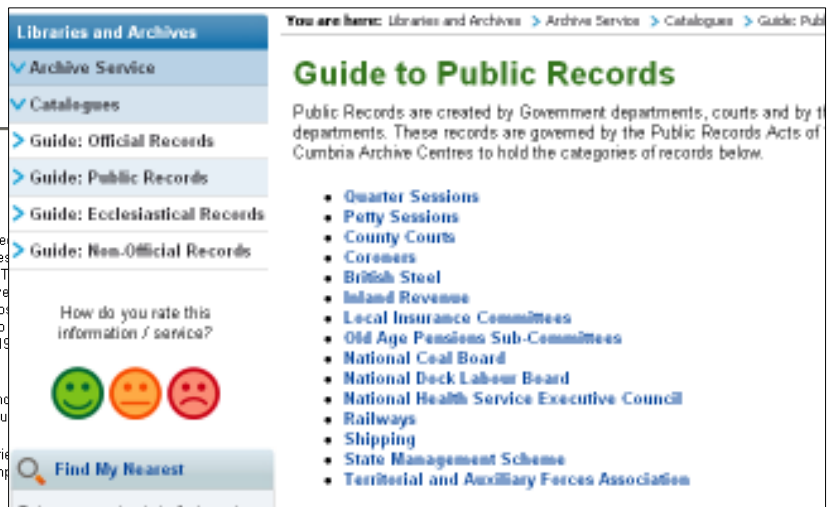 You are here: Libraries and Archives > Archive Service > Catalogues > Guide:
Libraries and Archives
Archive Service
Catalogues
Guide: Official Records
Guide: Public Records
Guide: Ecclesiastical Records
Guide: Non-Official Records
How do you rate this
information / service?
Find My Nearest
Guide to Public Records
Public Records are created by Government departments, courts and by
departments. These records are governed by the Public Records Acts of
Cumbria Archive Centres to hold the categories of records below.
Quarter Sessions
Petty Sessions
County Courts
Coroners
British Steel
Inland Revenue
Local Insurance Committees
Old Age Pensions Sub-Committees
National Coal Board
National Dock Labour Board
National Health Service Executive Council
Railways
Shipping
State Management Scheme
Territorial and Auxiliary Forces Association